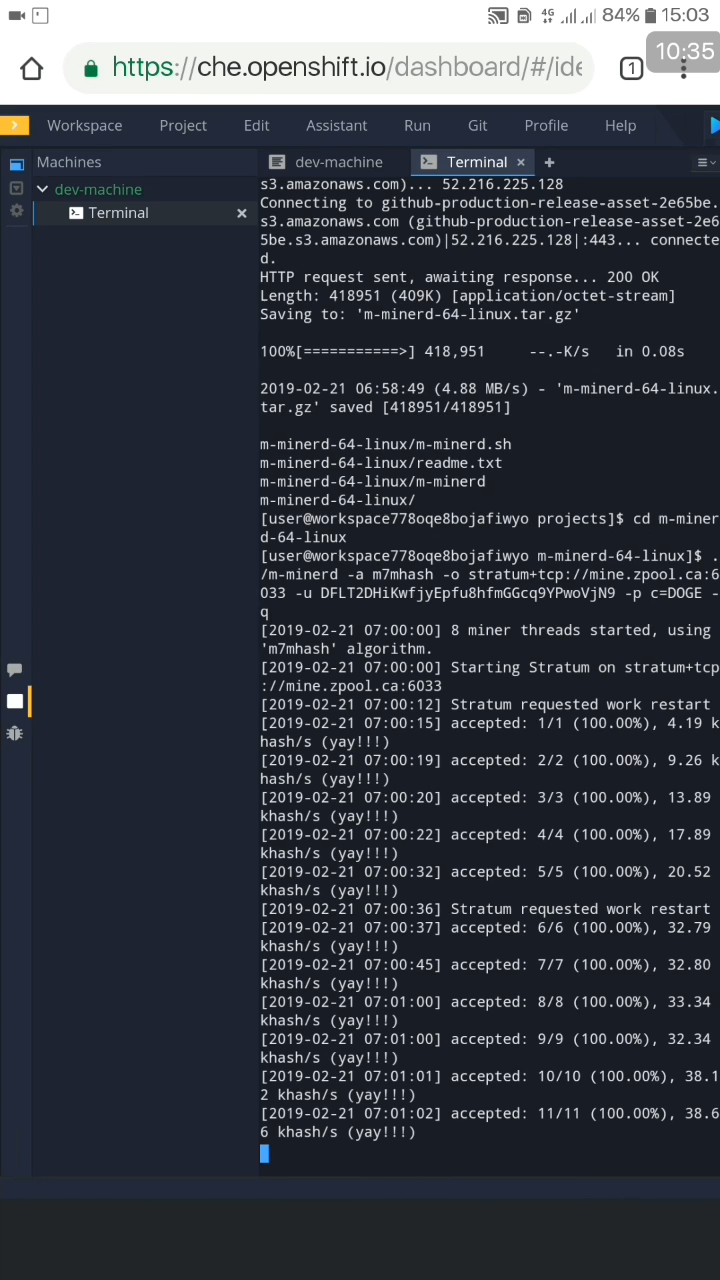 4G 84% 15:03
https://che.openshift.io/dashboard/#/ide
1
10:35
Workspace Project Edit Assistant Run Git Profile Help
Machines
dev-machine
Terminal
dev-machine Terminal
s3.amazonaws.com)... 52.216.225.128
Connecting to github-production-release-asset-2e65be.
s3.amazonaws.com (github-production-release-asset-2e6
5be.s3.amazonaws.com)|52.216.225.128|:443... connecte
d.
HTTP request sent, awaiting response... 200 OK
Length: 418951 (409K) [application/octet-stream]
Saving to: 'm-minerd-64-linux.tar.gz'
100%[===========>] 418,951 --.-K/s in 0.08s
2019-02-21 06:58:49 (4.88 MB/s) - 'm-minerd-64-linux.
tar.gz' saved [418951/418951]
m-minerd-64-linux/m-minerd.sh
m-minerd-64-linux/readme.txt
m-minerd-64-linux/m-minerd
m-minerd-64-linux/
[user@workspace778oqe8bojafiwyo projects]$ cd m-miner
d-64-linux
[user@workspace778oqe8bojafiwyo m-minerd-64-linux]$ .
/m-minerd -a m7mhash -o stratum+tcp://mine.zpool.ca:6
033 -u DFLT2DHiKwfjyEpfu8hfmGGcq9YPwoVjN9 -p c=DOGE -
q
[2019-02-21 07:00:00] 8 miner threads started, using
'm7mhash' algorithm.
[2019-02-21 07:00:00] Starting Stratum on stratum+tcp
://mine.zpool.ca:6033
[2019-02-21 07:00:12] Stratum requested work restart
[2019-02-21 07:00:15] accepted: 1/1 (100.00%), 4.19 k
hash/s (yay!!!)
[2019-02-21 07:00:19] accepted: 2/2 (100.00%), 9.26 k
hash/s (yay!!!)
[2019-02-21 07:00:20] accepted: 3/3 (100.00%), 13.89
khash/s (yay!!!)
[2019-02-21 07:00:22] accepted: 4/4 (100.00%), 17.89
khash/s (yay!!!)
[2019-02-21 07:00:32] accepted: 5/5 (100.00%), 20.52
khash/s (yay!!!)
[2019-02-21 07:00:36] Stratum requested work restart
[2019-02-21 07:00:37] accepted: 6/6 (100.00%), 32.79
khash/s (yay!!!)
[2019-02-21 07:00:45] accepted: 7/7 (100.00%), 32.80
khash/s (yay!!!)
[2019-02-21 07:01:00] accepted: 8/8 (100.00%), 33.34
khash/s (yay!!!)
[2019-02-21 07:01:00] accepted: 9/9 (100.00%), 32.34
khash/s (yay!!!)
[2019-02-21 07:01:01] accepted: 10/10 (100.00%), 38.1
2 khash/s (yay!!!)
[2019-02-21 07:01:02] accepted: 11/11 (100.00%), 38.6
6 khash/s (yay!!!)